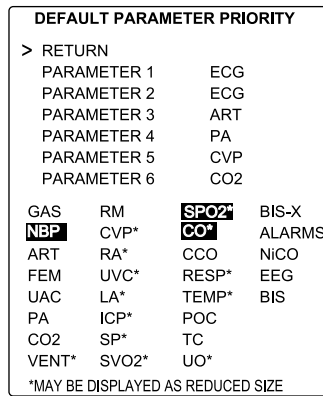 DEFAULT PARAMETER PRIORITY
> RETURN
PARAMETER 1 ECG
PARAMETER 2 ECG
PARAMETER 3 ART
PARAMETER 4 PA
PARAMETER 5 CVP
PARAMETER 6 CO2
GAS RM SPO2* BIS-X
NBP CVP* CO* ALARMS
ART RA* CCO NiCO
FEM UVC* RESP* EEG
UAC LA* TEMP* BIS
PA ICP* POC
CO2 SP* TC
VENT* SVO2* UO*
*MAY BE DISPLAYED AS REDUCED SIZE